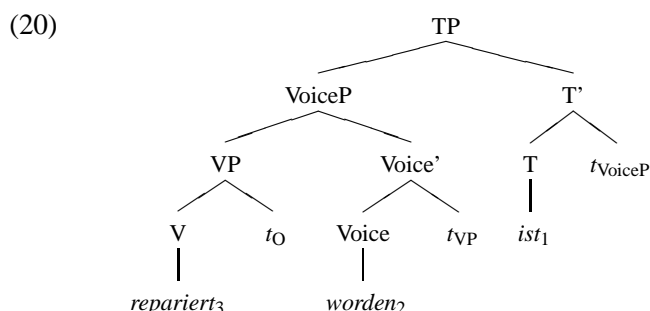 (20)
TP
VoiceP T’
VP Voice’ T tVoiceP
V tO Voice tVP ist1
repariert3 worden2